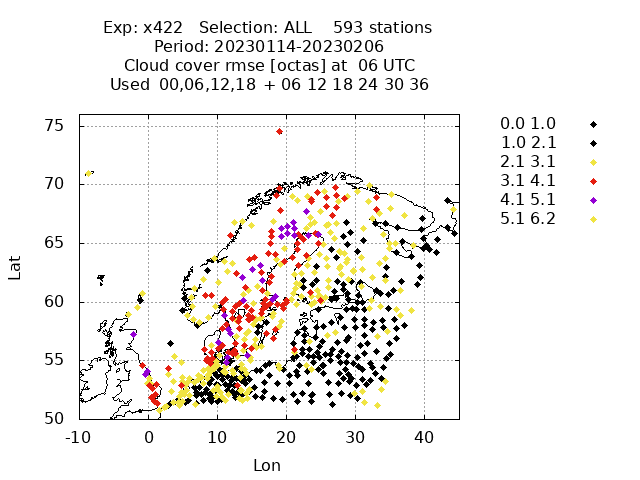 Exp: x422 Selection: ALL 593 stations
Period: 20230114-20230206
Cloud cover rmse [octas] at 06 UTC
Used 00,06,12,18 + 06 12 18 24 30 36
75
70
65
60
55
50
Lat
-10 0 10 20 30 40
Lon
0.0 1.0
1.0 2.1
2.1 3.1
3.1 4.1
4.1 5.1
5.1 6.2